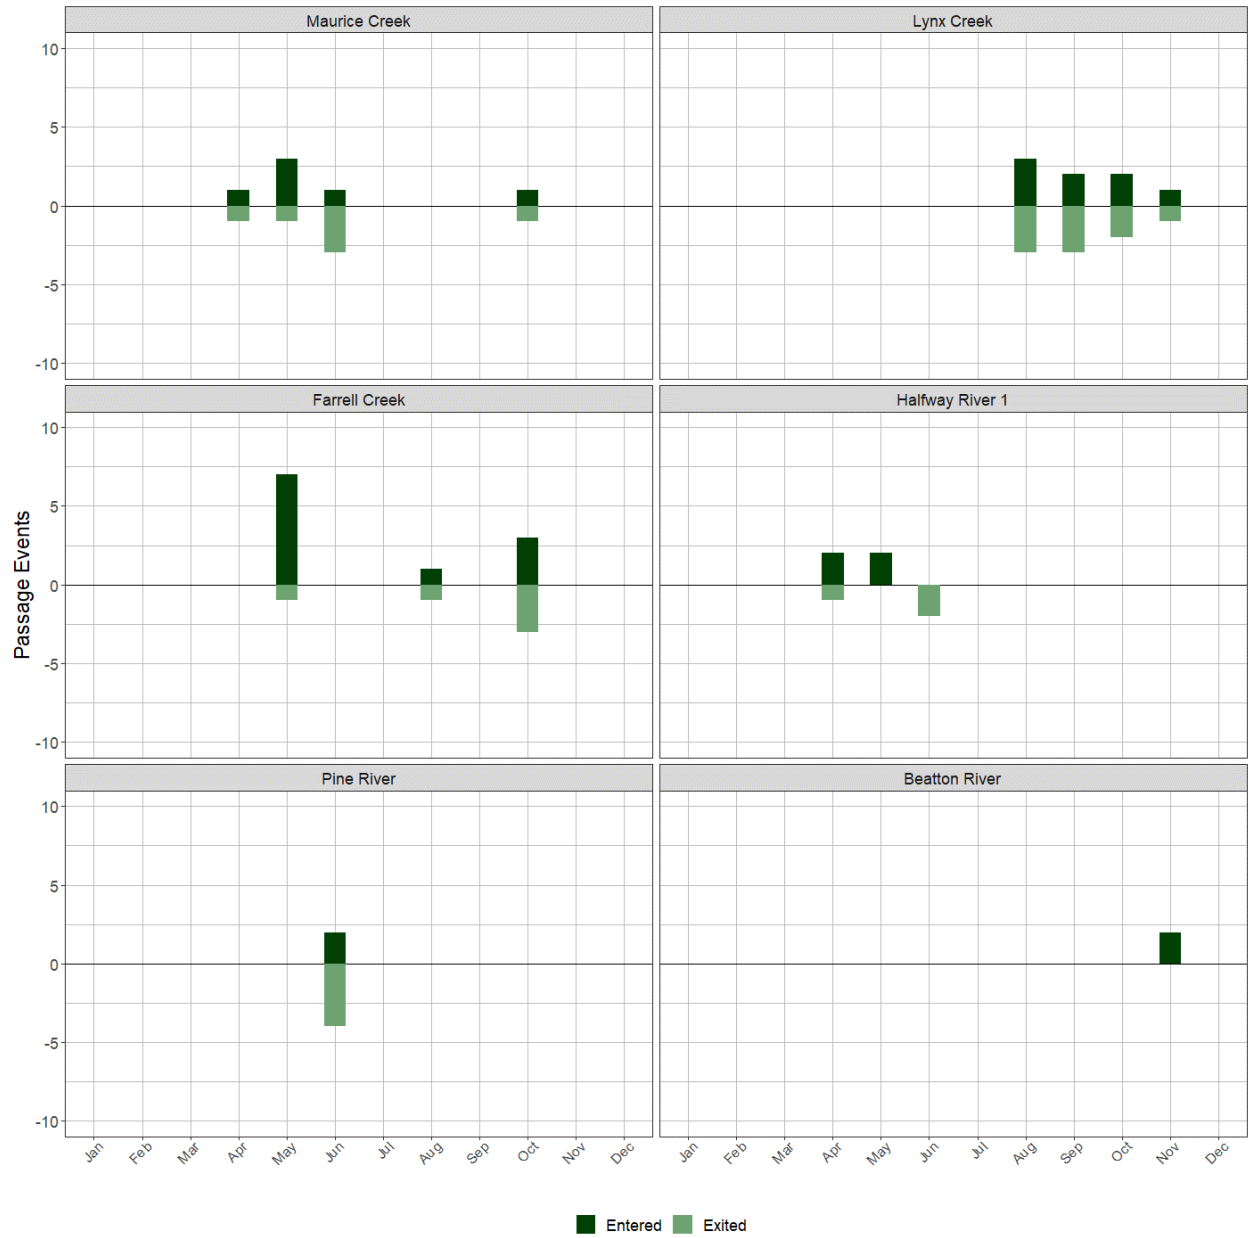 Maurice Creek
Lynx Creek
10
5
0
-5
-10
Farrell Creek
Halfway River 1
10
5
0
-5
-10
Passage Events
Pine River
Beatton River
10
5
0
-5
-10
Jan Feb Mar Apr May Jun Jul Aug Sep Oct Nov Dec
Jan Feb Mar Apr May Jun Jul Aug Sep Oct Nov Dec
Entered Exited